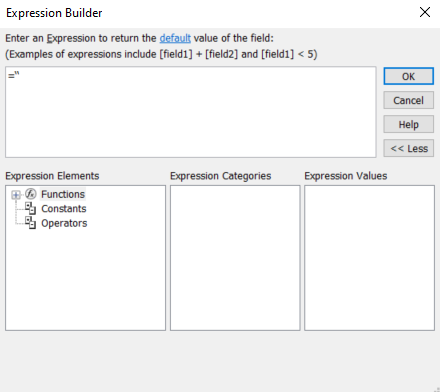 Expression Builder
Enter an Expression to return the default value of the field:
(Examples of expressions include [field1] + [field2] and [field1] < 5)
="
OK
Cancel
Help
<< Less
Expression Elements
Expression Categories
Expression Values
Functions
Constants
Operators